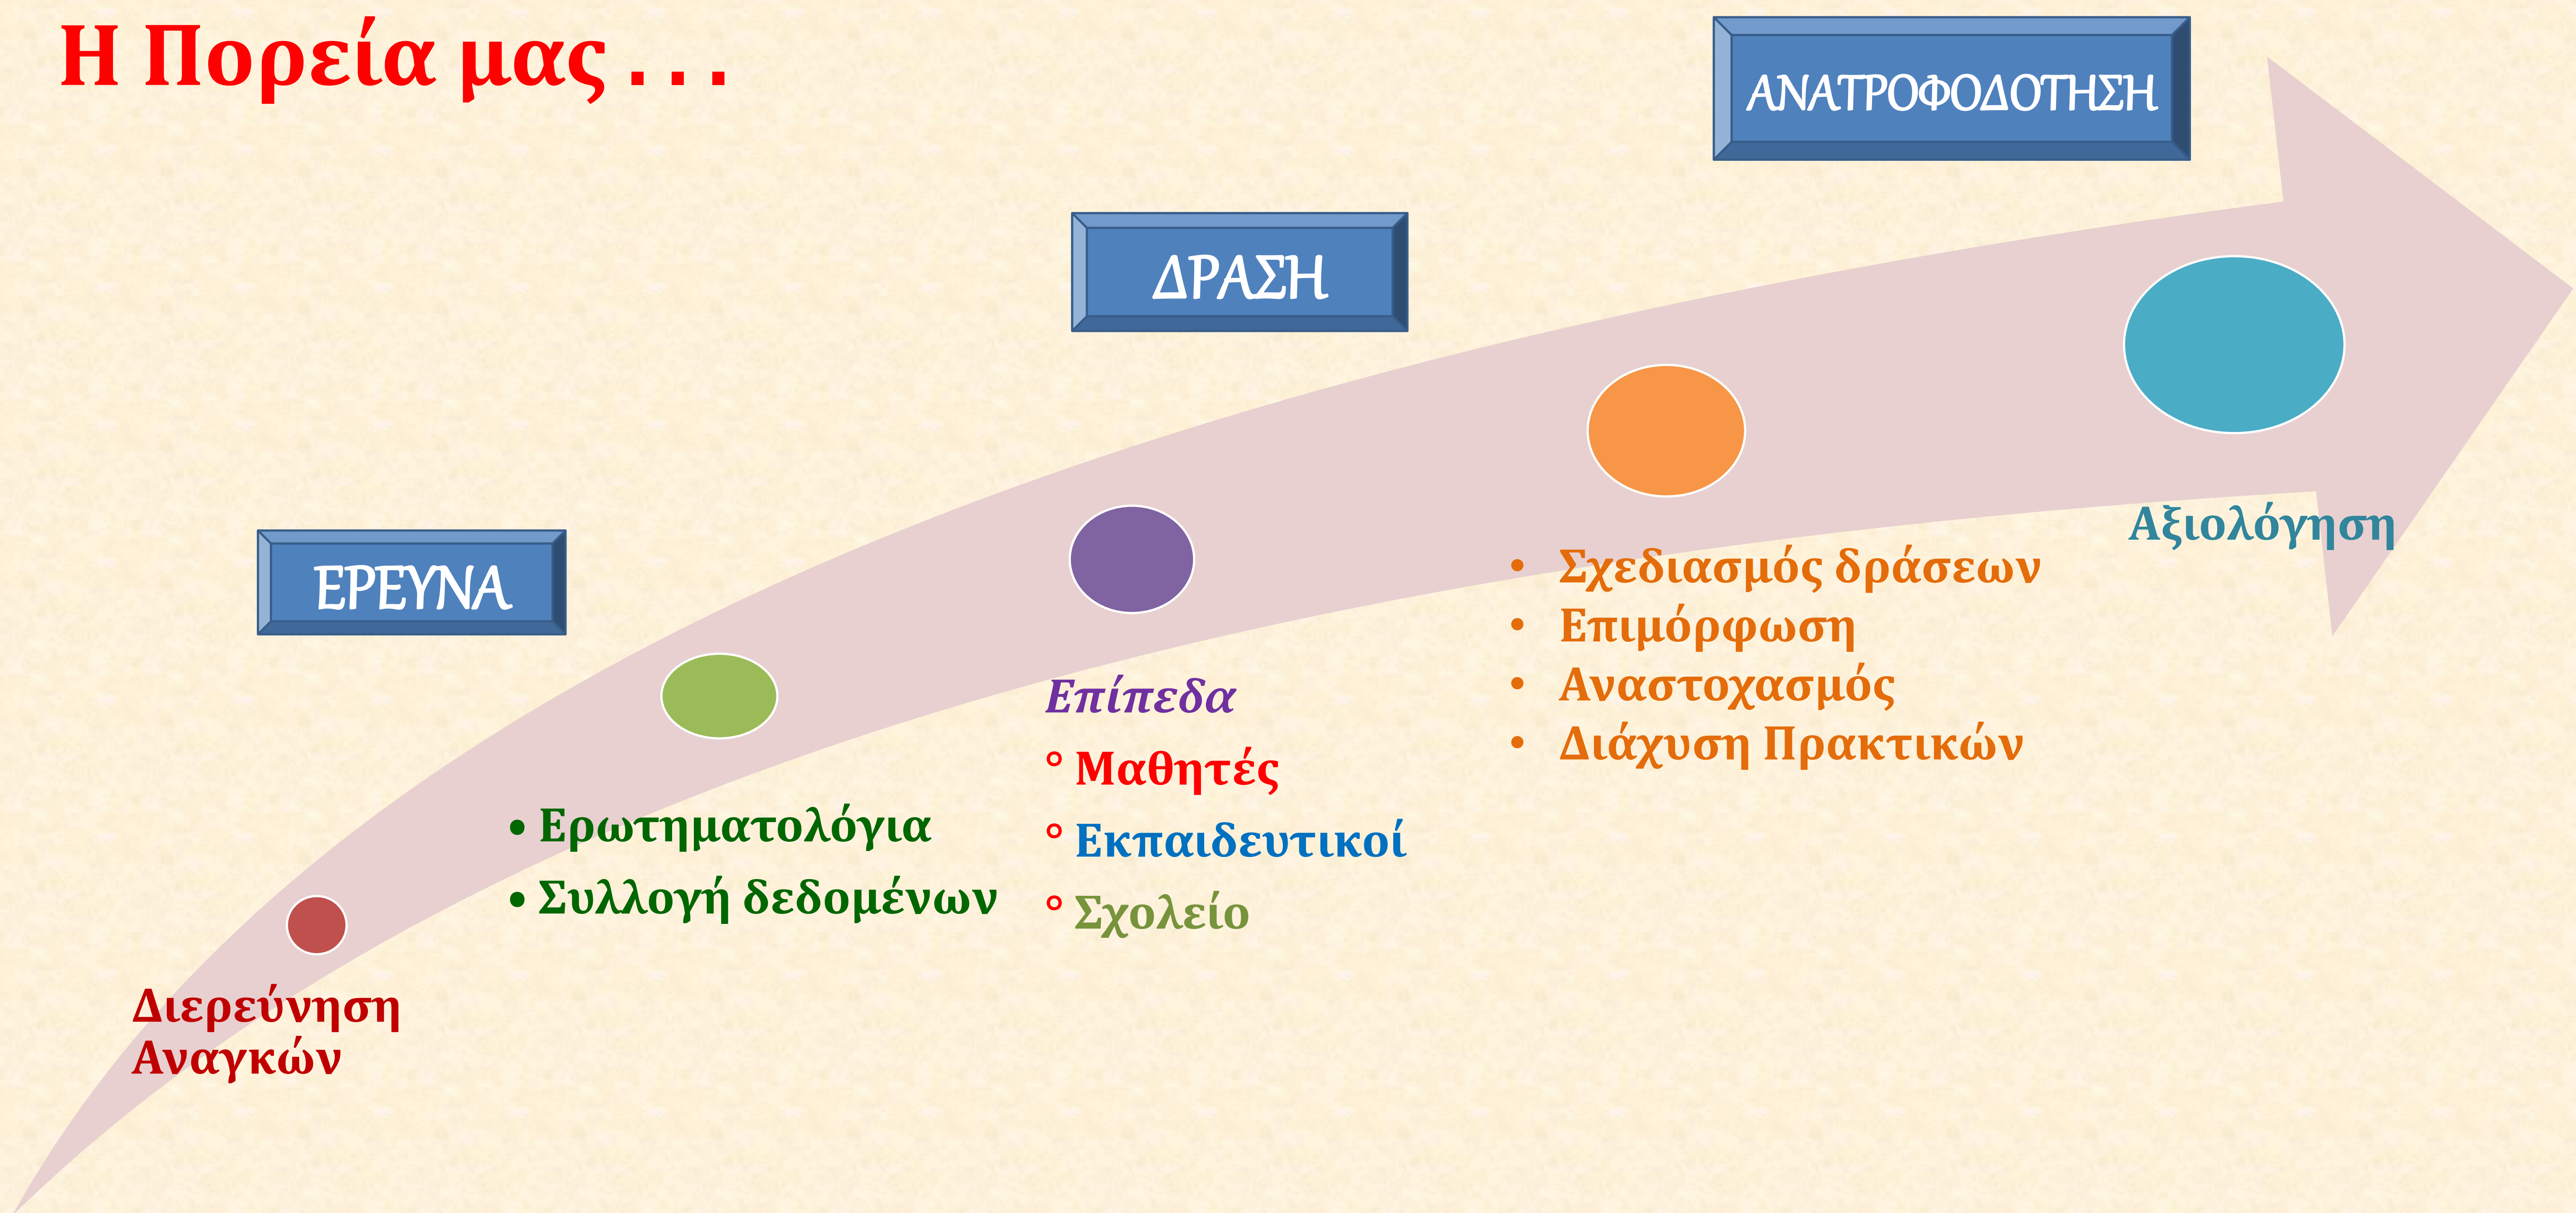 Η Πορεία μας . . .
ΑΝΑΤΡΟΦΟΔΟΤΗΣΗ
ΔΡΑΣΗ
ΕΡΕΥΝΑ
Διερεύνηση
Αναγκών
• Ερωτηματολόγια
• Συλλογή δεδομένων
Επίπεδα
° Μαθητές
° Εκπαιδευτικοί
° Σχολείο
• Σχεδιασμός δράσεων
• Επιμόρφωση
• Αναστοχασμός
• Διάχυση Πρακτικών
Αξιολόγηση